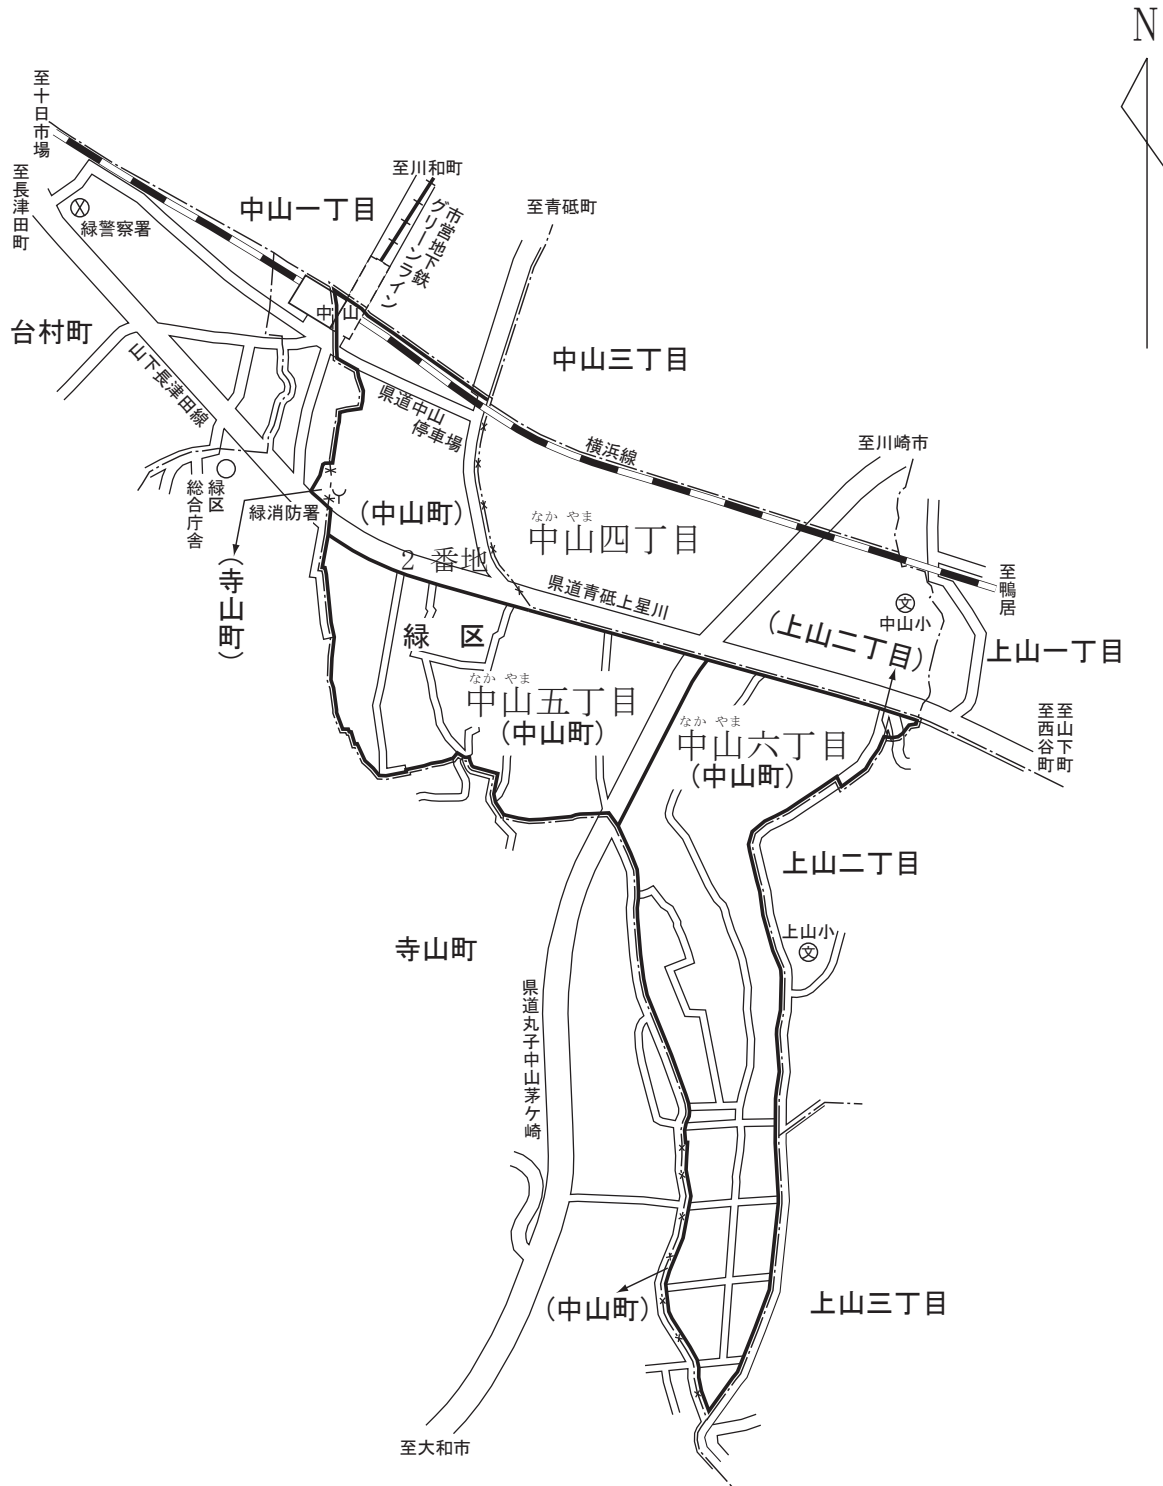 N
至十日市場
至長津田町
緑警察署
中山一丁目
至川和町
市営地下鉄
グリーンライン
至青砥町
中山
台村町
山下長津田線
中山三丁目
県道中山
停車場
横浜線
至川崎市
緑区
総合庁舎
緑消防署
(中山町)
2 番地
なか やま
中山四丁目
県道青砥上星川
至鴨居
中山小
(上山二丁目)
上山一丁目
(寺山町)
緑 区
なか やま
中山五丁目
(中山町)
なか やま
中山六丁目
(中山町)
至山下町
至西谷町
上山二丁目
上山小
寺山町
県道丸子中山茅ケ崎
(中山町)
上山三丁目
至大和市
文
文